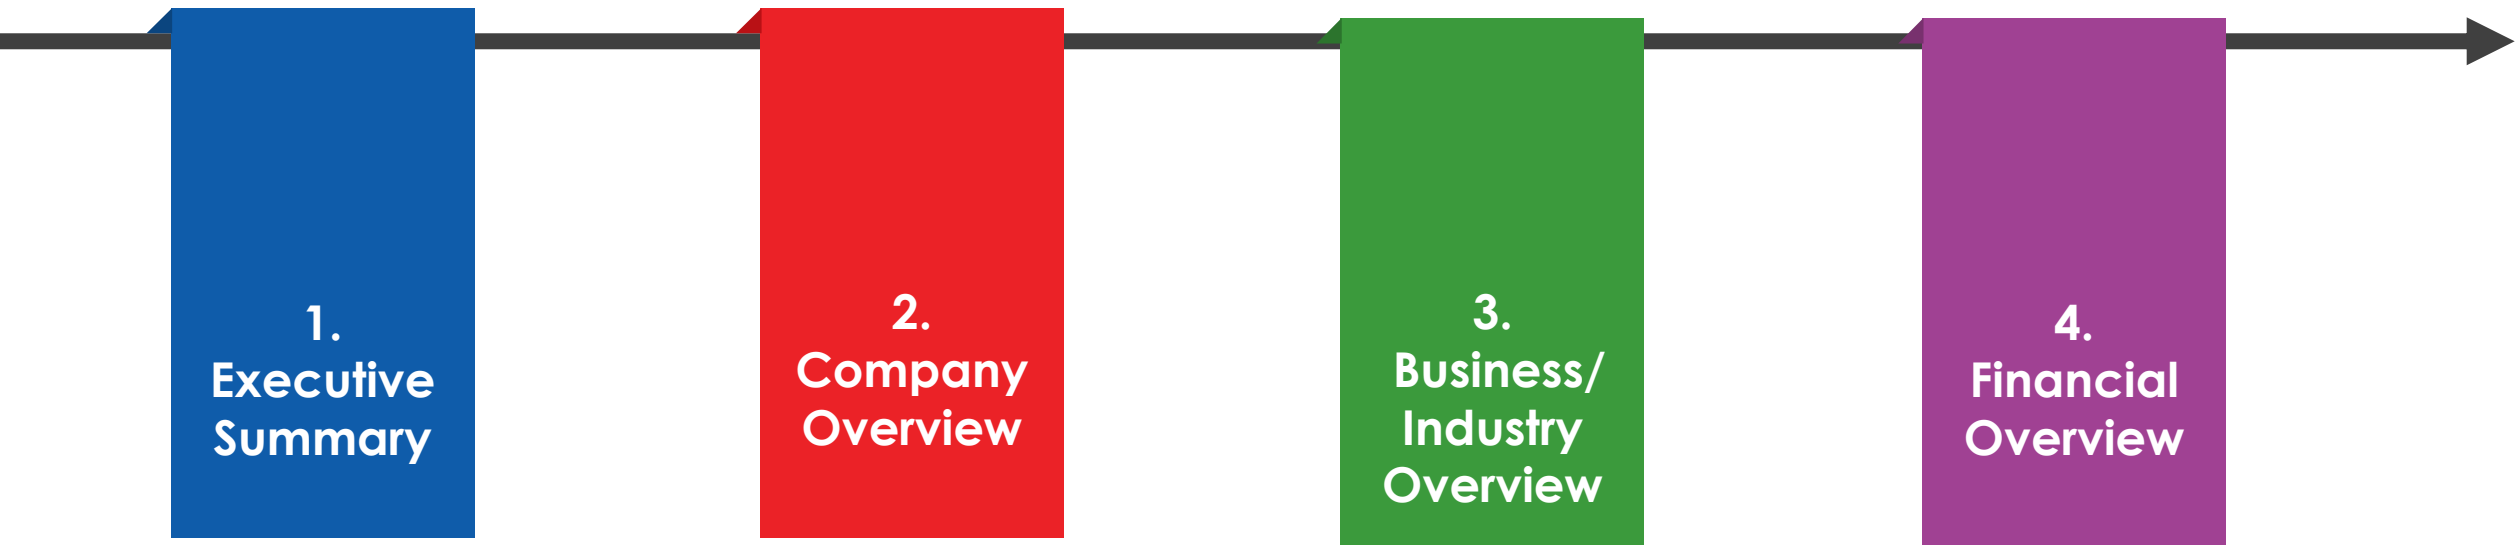 1.
Executive
Summary
2.
Company
Overview
3.
Business/
Industry
Overview
4.
Financial
Overview